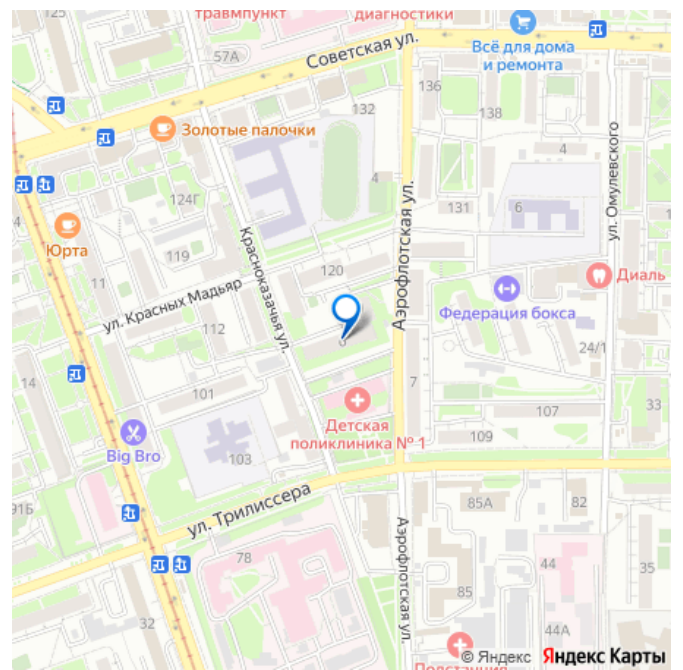 125
травмпункт
диагностики
57А
Советская ул.
Всё для дома
и ремонта
136
138
132
Золотые палочки
4
4
124Г
131
6
Юрта
119
Красноказачья ул.
Аэрофлотская ул.
ул. Омулевского
120
11
Диаль
ул. Красных Мадьяр
Федерация бокса
112
24/1
14
101
7
Детская
поликлиника № 1
107
33
Big Bro
103
109
91Б
ул. Трилиссера
85А
82
78
Аэрофлотская ул.
85
44
35
32
44А
Подстанция
© Яндекс Яндекс Карты